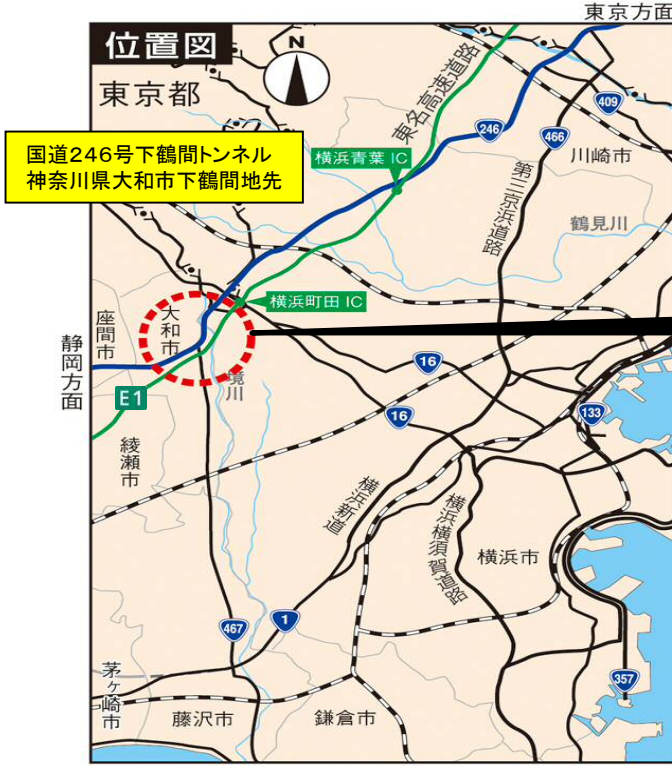 東京方面
位置図
N
東京都
東名高速道路
409
246
466
川崎市
国道246号下鶴間トンネル
神奈川県大和市下鶴間地先
横浜青葉 IC
第三京浜道路
鶴見川
横浜町田 IC
座間市
大和市
静岡方面
16
境川
E1
133
16
綾瀬市
横浜新道
横浜横須賀道路
横浜市
467
1
357
茅ヶ崎市
藤沢市
鎌倉市